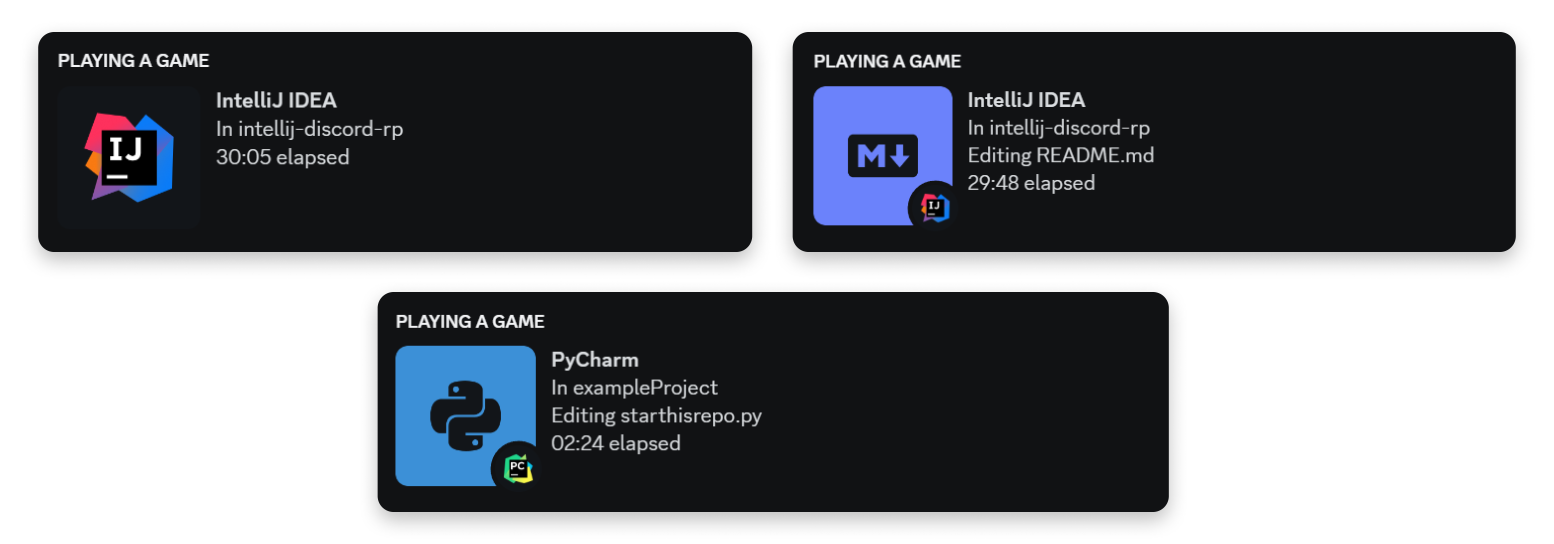 PLAYING A GAME
IJ
IntelliJ IDEA
In intellij-discord-rp
30:05 elapsed
PLAYING A GAME
M
IJ
IntelliJ IDEA
In intellij-discord-rp
Editing README.md
29:48 elapsed
PLAYING A GAME
PC
PyCharm
In exampleProject
Editing starthisrepo.py
02:24 elapsed